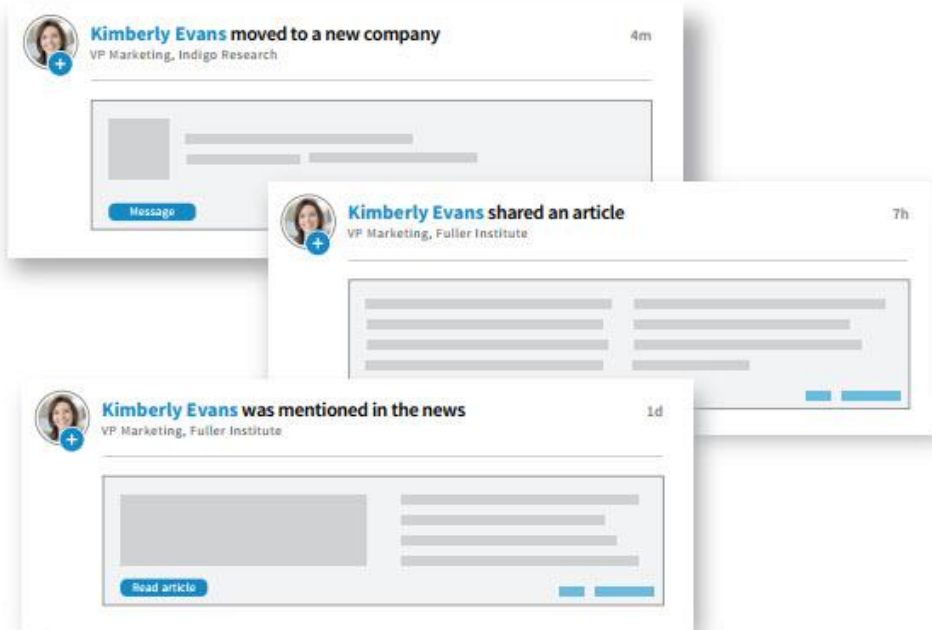 Kimberly Evans moved to a new company
4m
VP Marketing, Indigo Research
Message
Kimberly Evans shared an article
7h
VP Marketing, Fuller Institute
Kimberly Evans was mentioned in the news
1d
VP Marketing, Fuller Institute
Read article